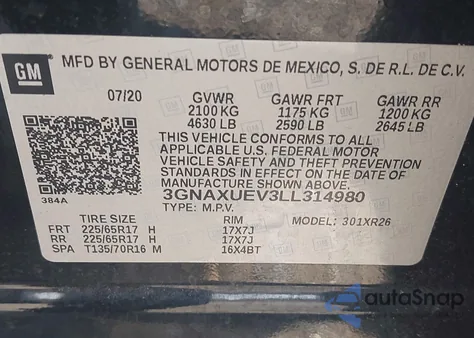 GM
MFD BY GENERAL MOTORS DE MEXICO, S. DE R.L. DE C.V.
GM
07/20 GVWR GAWR FRT GAWR RR
2100 KG 1175 KG 1200 KG
4630 LB 2590 LB 2645 LB
THIS VEHICLE CONFORMS TO ALL
APPLICABLE U.S. FEDERAL MOTOR
VEHICLE SAFETY AND THEFT PREVENTION
STANDARDS IN EFFECT ON THE DATE OF
MANUFACTURE SHOWN ABOVE.
3GNAXUEV3LL314980
384A
TYPE: M.P.V.
MODEL: 301XR26
TIRE SIZE RIM
FRT 225/65R17 H 17X7J
RR 225/65R17 H 17X7J
SPA T135/70R16 M 16X4BT
autoSnap